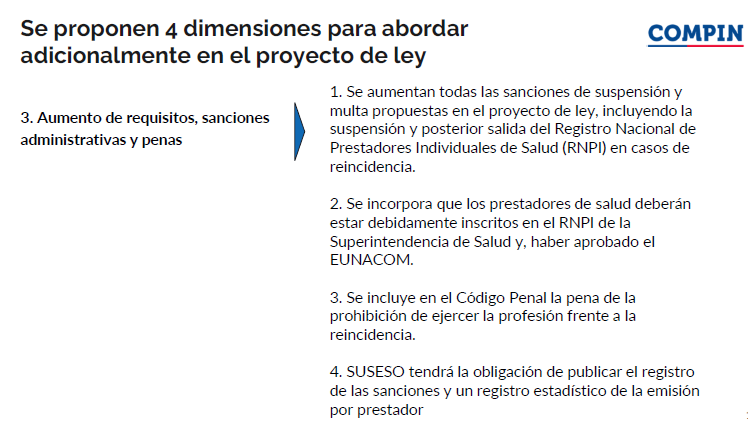 Se proponen 4 dimensiones para abordar
adicionalmente en el proyecto de ley
COMPIN
3. Aumento de requisitos, sanciones
administrativas y penas
1. Se aumentan todas las sanciones de suspensión y
multa propuestas en el proyecto de ley, incluyendo la
suspensión y posterior salida del Registro Nacional de
Prestadores Individuales de Salud (RNPI) en casos de
reincidencia.
2. Se incorpora que los prestadores de salud deberán
estar debidamente inscritos en el RNPI de la
Superintendencia de Salud y, haber aprobado el
EUNACOM.
3. Se incluye en el Código Penal la pena de la
prohibición de ejercer la profesión frente a la
reincidencia.
4. SUSESO tendrá la obligación de publicar el registro
de las sanciones y un registro estadístico de la emisión
por prestador